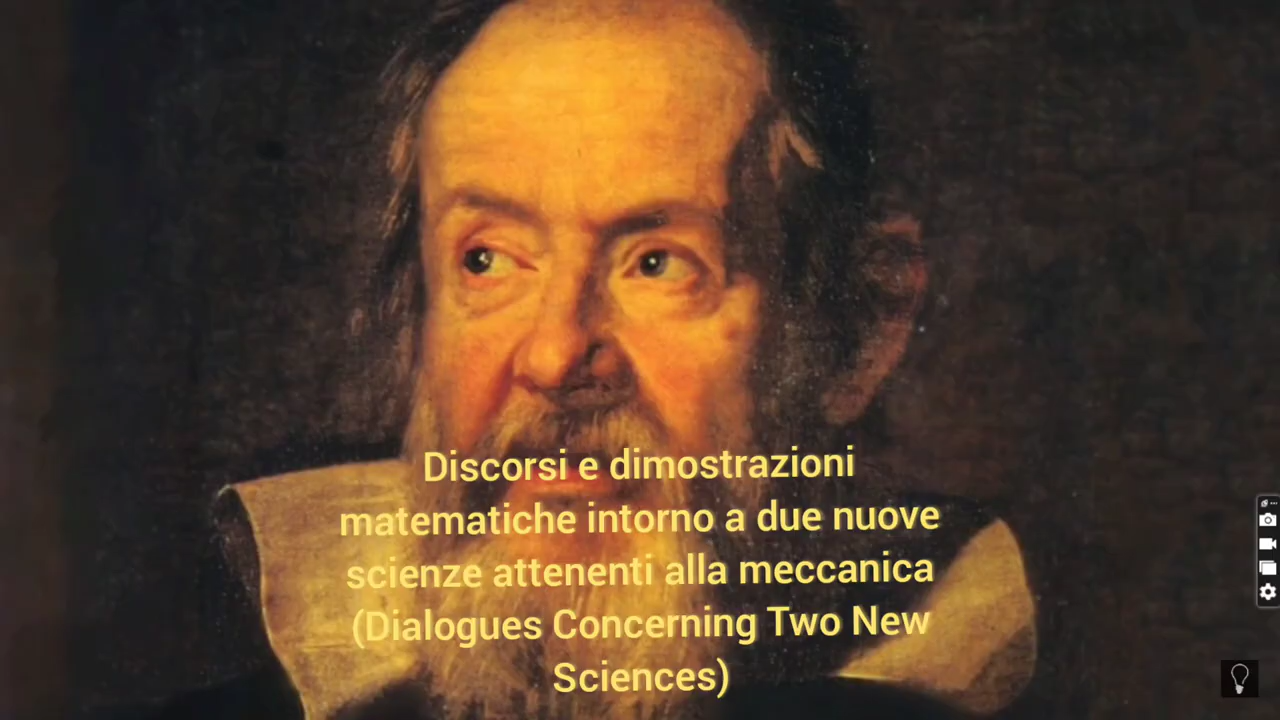 Discorsi e dimostrazioni
matematiche intorno a due nuove
scienze attenenti alla meccanica
(Dialogues Concerning Two New
Sciences)